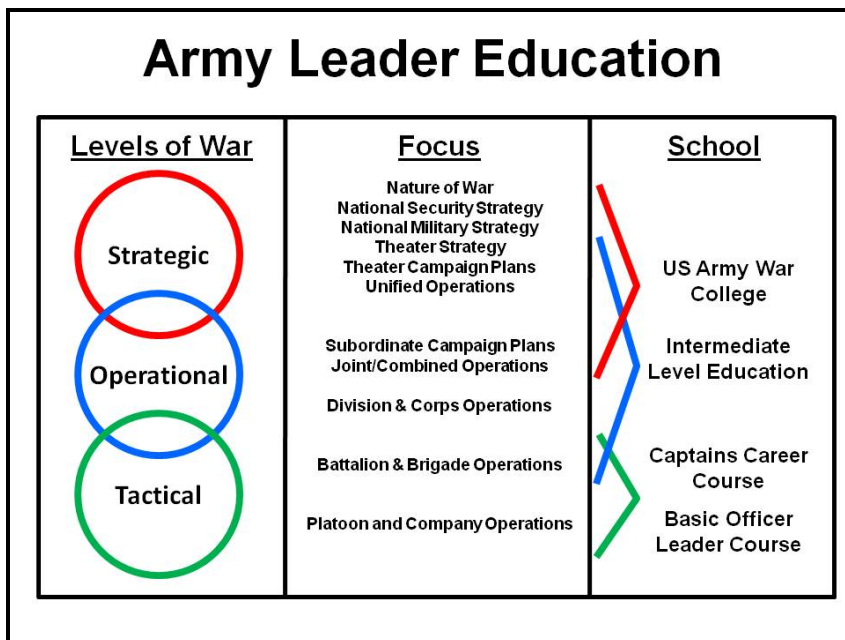 Army Leader Education
Levels of War
Strategic
Operational
Tactical
Focus
Nature of War
National Security Strategy
National Military Strategy
Theater Strategy
Theater Campaign Plans
Unified Operations
Subordinate Campaign Plans
Joint/Combined Operations
Division & Corps Operations
Battalion & Brigade Operations
Platoon and Company Operations
School
US Army War
College
Intermediate
Level Education
Captains Career
Course
Basic Officer
Leader Course